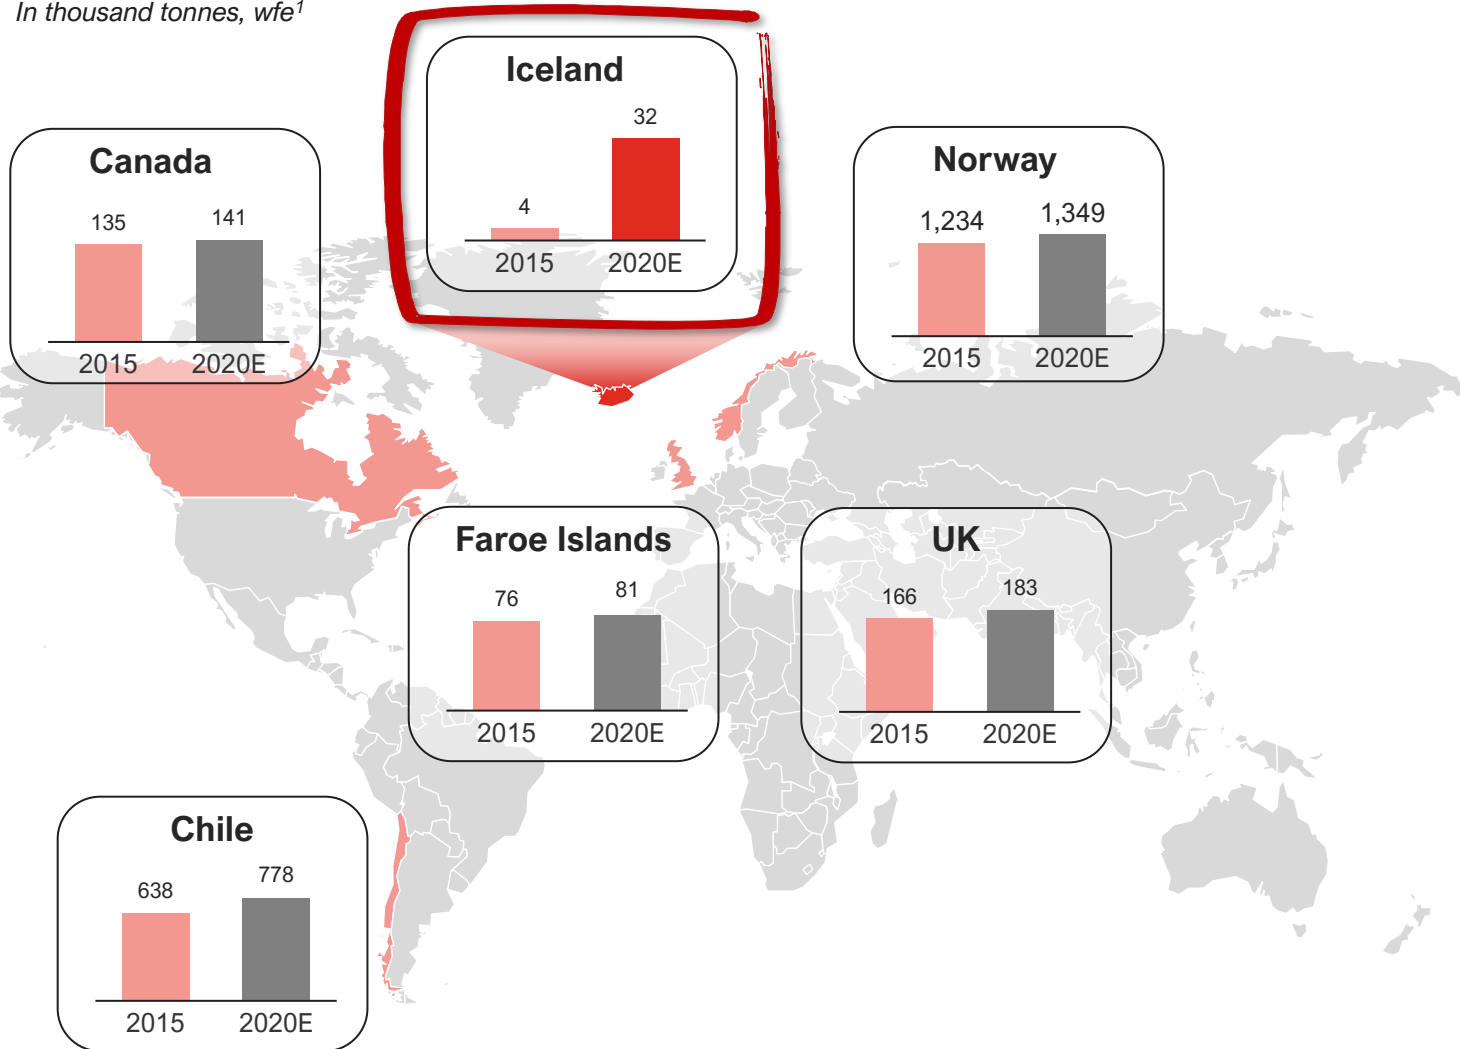 In thousand tonnes, wfe1
Iceland
32
4
2015 2020E
Canada
135 141
2015 2020E
Norway
1,234 1,349
2015 2020E
Faroe Islands
76 81
2015 2020E
UK
166 183
2015 2020E
Chile
638 778
2015 2020E